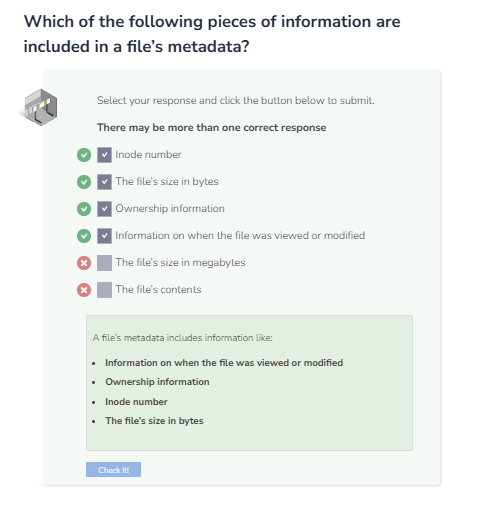 Which of the following pieces of information are
included in a file's metadata?
Select your response and click the button below to submit.
There may be more than one correct response
Inode number
The file's size in bytes
Ownership information
Information on when the file was viewed or modified
The file's size in megabytes
The file's contents
A file's metadata includes information like:
• Information on when the file was viewed or modified
• Ownership information
• Inode number
• The file's size in bytes
Check It!